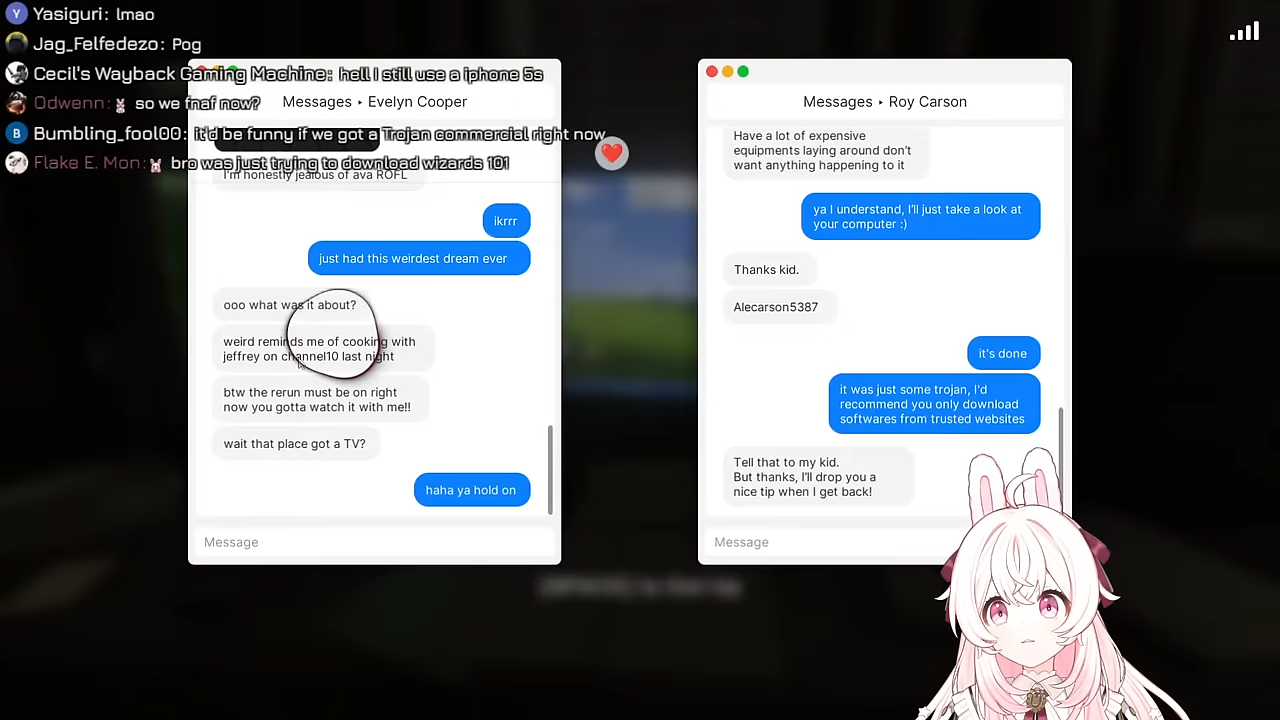 Yasiguri: lmao
Jag_Felfedezo: Pog
Cecil's Wayback Gaming Machine: hell I still use a iphone 5s
Odwenn: so we fnaf now?
Bumbling_fool00: it'd be funny if we got a Trojan commercial right now
Flake E. Mon: bro was just trying to download wizards 101
Messages ▸ Evelyn Cooper
I'm honestly jealous of ava ROFL
ikrrr
just had this weirdest dream ever
ooo what was it about?
weird reminds me of cooking with
jeffrey on channel10 last night
btw the rerun must be on right
now you gotta watch it with me!!
wait that place got a TV?
haha ya hold on
Message
Messages ▸ Roy Carson
Have a lot of expensive
equipments laying around don't
want anything happening to it
ya I understand, I'll just take a look at
your computer :)
Thanks kid.
Alecarson5387
it's done
it was just some trojan, I'd
recommend you only download
softwares from trusted websites
Tell that to my kid.
But thanks, I'll drop you a
nice tip when I get back!
Message